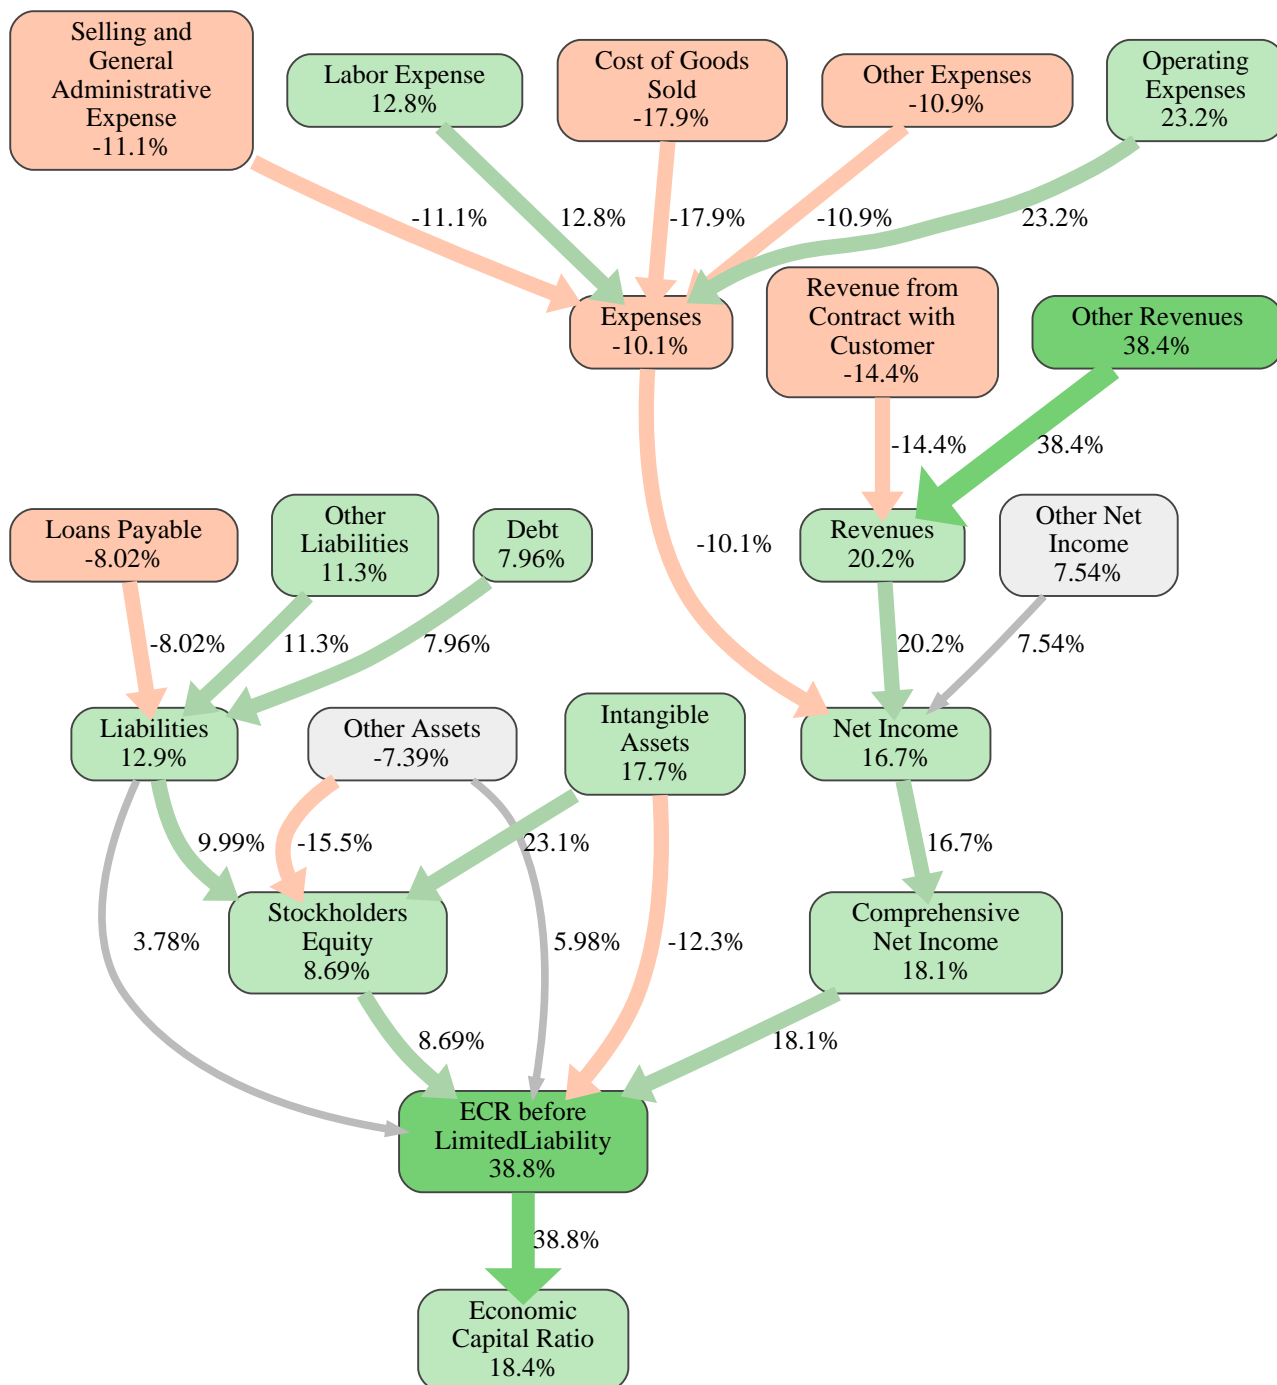 Selling and
General
Administrative
Expense
-11.1%
Labor Expense
12.8%
Cost of Goods
Sold
-17.9%
Other Expenses
-10.9%
Operating
Expenses
23.2%
-11.1%
12.8%
-17.9%
-10.9%
23.2%
Expenses
-10.1%
Revenue from
Contract with
Customer
-14.4%
Other Revenues
38.4%
-14.4%
38.4%
Loans Payable
-8.02%
Other
Liabilities
11.3%
Debt
7.96%
-10.1%
Revenues
20.2%
Other Net
Income
7.54%
-8.02%
11.3%
7.96%
20.2%
7.54%
Liabilities
12.9%
Other Assets
-7.39%
Intangible
Assets
17.7%
Net Income
16.7%
9.99%
-15.5%
23.1%
16.7%
Stockholders
Equity
8.69%
Comprehensive
Net Income
18.1%
3.78%
5.98%
-12.3%
8.69%
18.1%
ECR before
LimitedLiability
38.8%
38.8%
Economic
Capital Ratio
18.4%